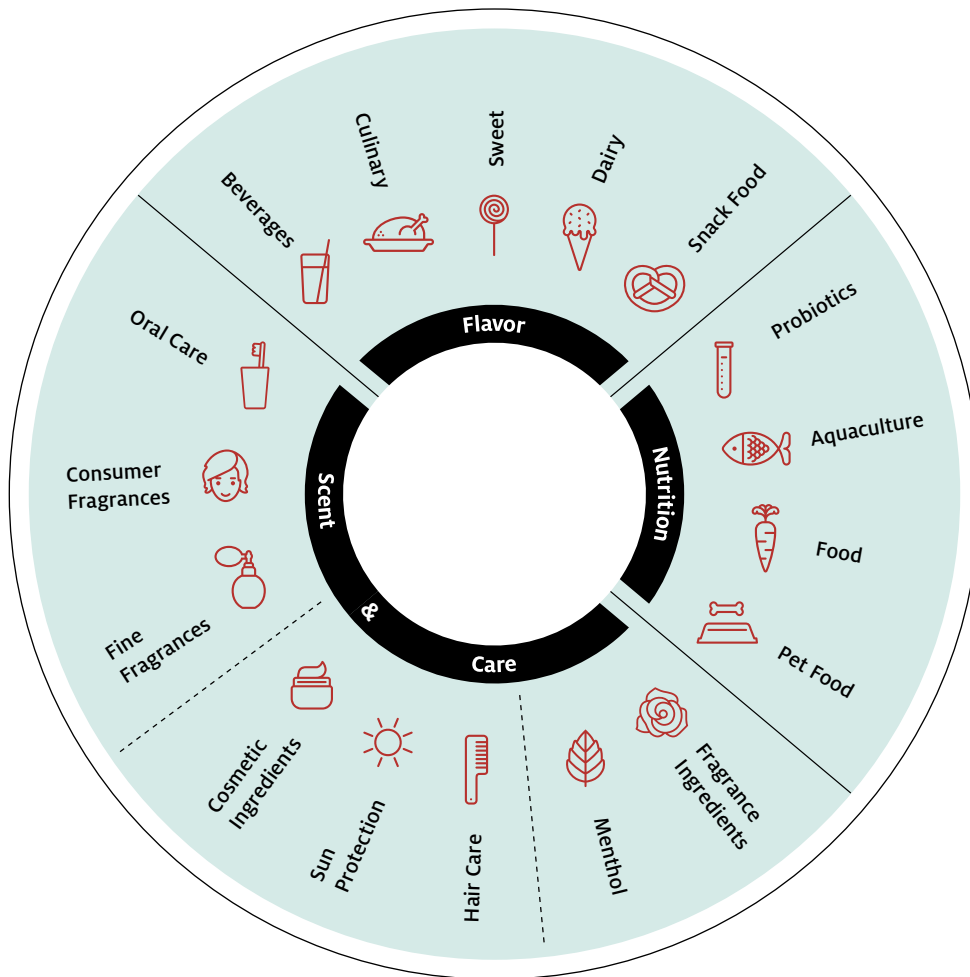 Beverages
Culinary
Sweet
Dairy
Snack Food
Flavor
Probiotics
Aquaculture
Food
Pet Food
Nutrition
Fragrance
Ingredients
Menthol
Hair Care
Sun
Protection
Cosmetic
Ingredients
Care
&
Scent
Fine
Fragrances
Consumer
Fragrances
Oral Care